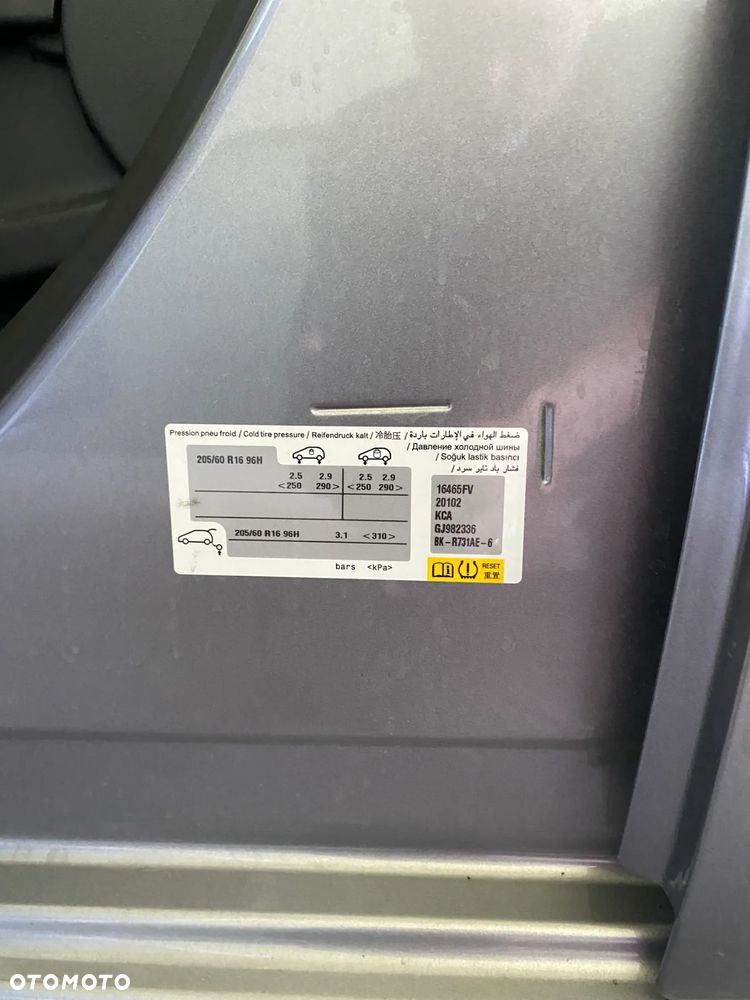 Pression pneu froid / Cold tire pressure / Reifendruck kalt / 冷胎压 / ضغط الهواء في الإطارات باردة
/ Давление холодной шины
/ Soğuk lastik basıncı
فشار باد تایر سرد /
205/60 R16 96H
2.5 2.9 2.5 2.9
<250 290> <250 290>
205/60 R16 96H 3.1 <310>
bars <kPa>
16465FV
20102
KCA
GJ982336
BK-R731AE-6
RESET
重置
OTOMOTO